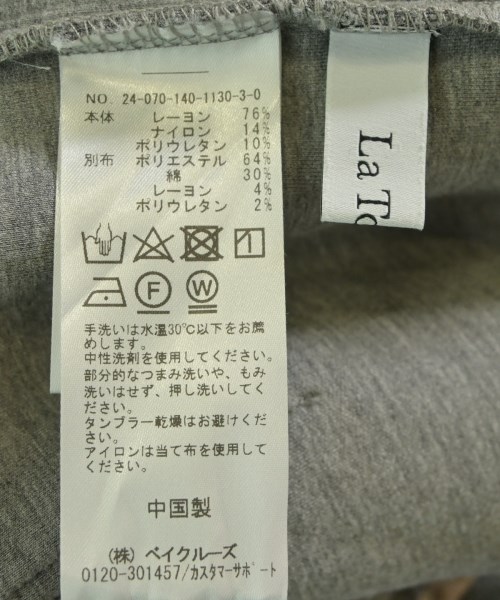 NO. 24-070-140-1130-3-0
本体 レーヨン 76%
ナイロン 14%
ポリウレタン 10%
別布 ポリエステル 64%
綿 30%
レーヨン 4%
ポリウレタン 2%
1
F W
手洗いは水温30℃以下をお薦
めします。
中性洗剤を使用してください。
部分的なつまみ洗いや、もみ
洗いはせず、押し洗いしてく
ださい。
タンブラー乾燥はお避けくだ
さい。
アイロンは当て布を使用して
ください。
中国製
(株) ベイクルーズ
0120-301457/カスタマーサポート
La To